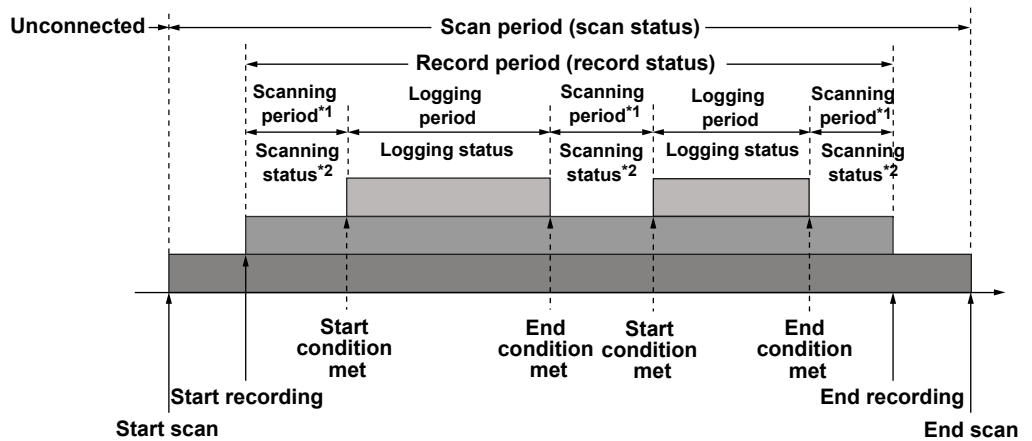 Unconnected
Scan period (scan status)
Record period (record status)
Scanning
period*1
Logging
period
Scanning
period*1
Logging
period
Scanning
period*1
Scanning
status*2
Logging status
Scanning
status*2
Logging status
Scanning
status*2
Start
condition
met
End
condition
met
Start
condition
met
End
condition
met
Start recording
End recording
Start scan
End scan